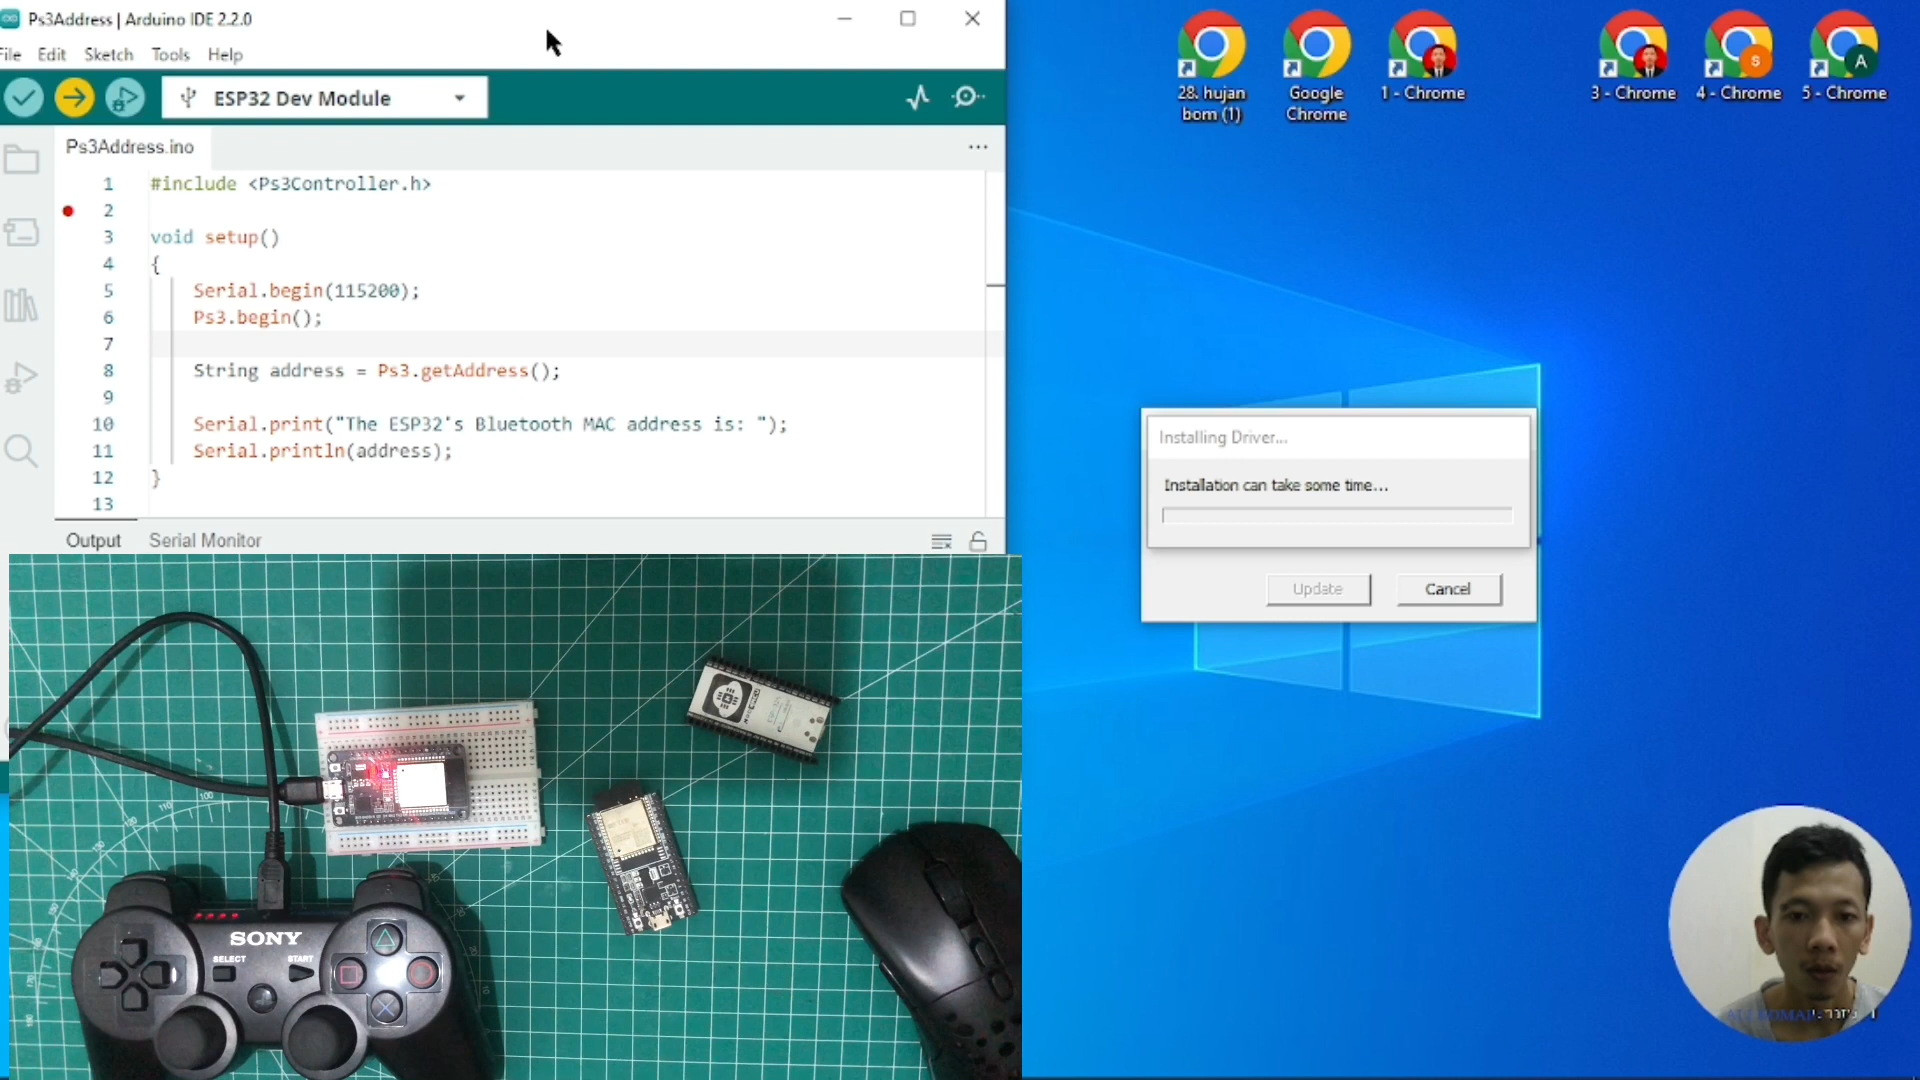 Ps3Address | Arduino IDE 2.2.0
File Edit Sketch Tools Help
ESP32 Dev Module
Ps3Address.ino
1 #include <Ps3Controller.h>
2
3 void setup()
4 {
5 Serial.begin(115200);
6 Ps3.begin();
7
8 String address = Ps3.getAddress();
9
10 Serial.print("The ESP32's Bluetooth MAC address is: ");
11 Serial.println(address);
12 }
13
Output Serial Monitor
28. hujan
bom (1)
Google
Chrome
1 - Chrome
3 - Chrome
S
4 - Chrome
A
5 - Chrome
Installing Driver...
Installation can take some time...
Update
Cancel
SONY
SELECT
START
110
100